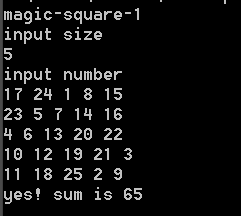 magic-square-1
input size
5
input number
17 24 1 8 15
23 5 7 14 16
4 6 13 20 22
10 12 19 21 3
11 18 25 2 9
yes! sum is 65